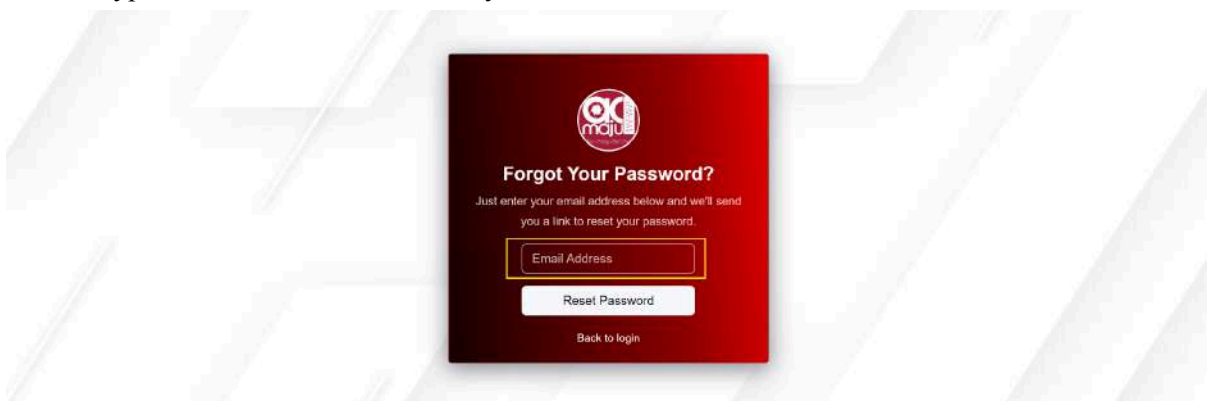 maju
Forgot Your Password?
Just enter your email address below and we'll send
you a link to reset your password.
Email Address
Reset Password
Back to login